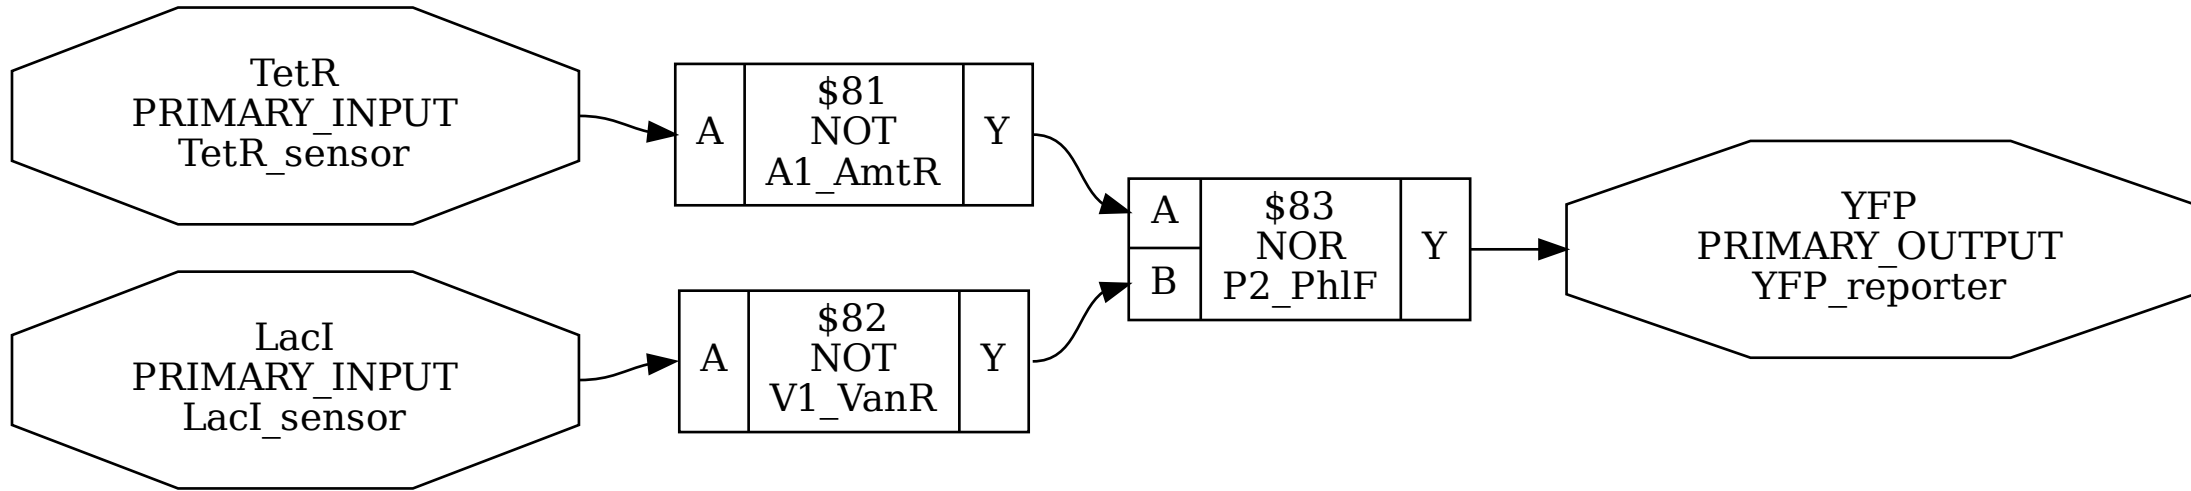 TetR
PRIMARY_INPUT
TetR_sensor
A
$81
NOT
A1_AmtR
Y
LacI
PRIMARY_INPUT
LacI_sensor
A
$82
NOT
V1_VanR
Y
A
B
$83
NOR
P2_PhlF
Y
YFP
PRIMARY_OUTPUT
YFP_reporter